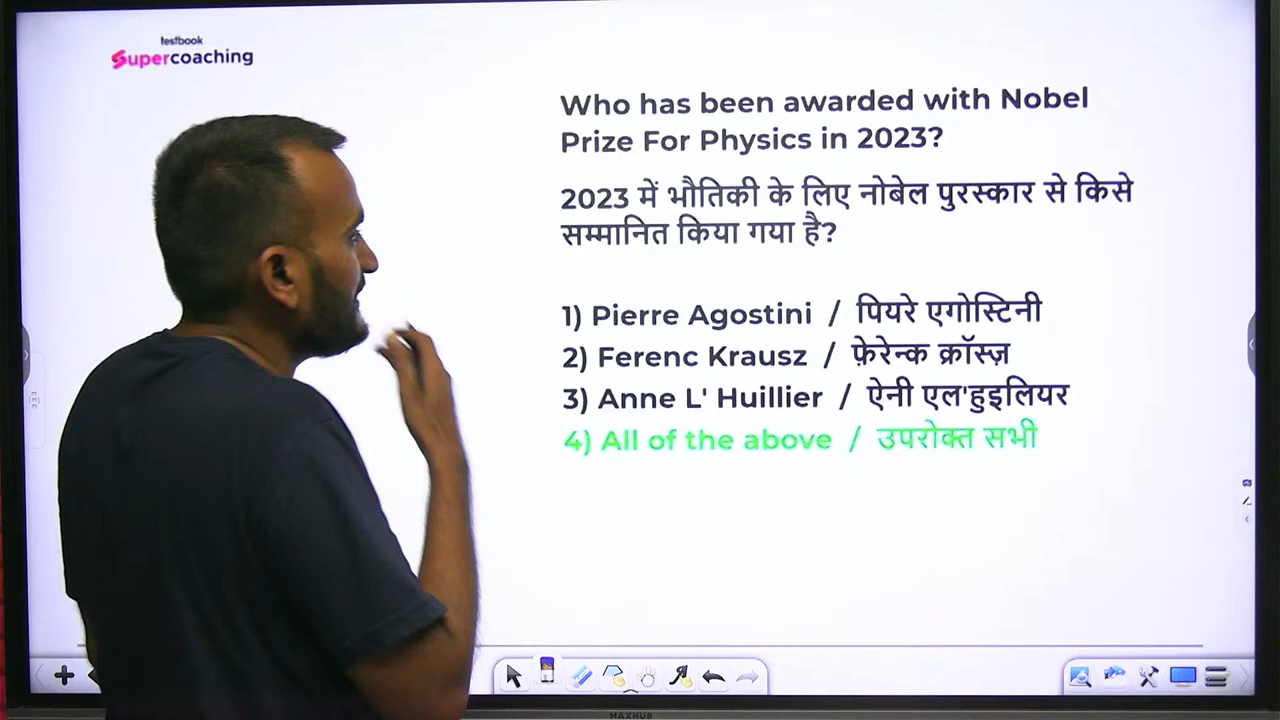 testbook
Supercoaching
Who has been awarded with Nobel
Prize For Physics in 2023?
2023 में भौतिकी के लिए नोबेल पुरस्कार से किसे
सम्मानित किया गया है?
1) Pierre Agostini / पियरे एगोस्टिनी
2) Ferenc Krausz / फ़ेरेन्क क्रॉस्ज़
3) Anne L' Huillier / ऐनी एल'हुइलियर
4) All of the above / उपरोक्त सभी
MAXHUB